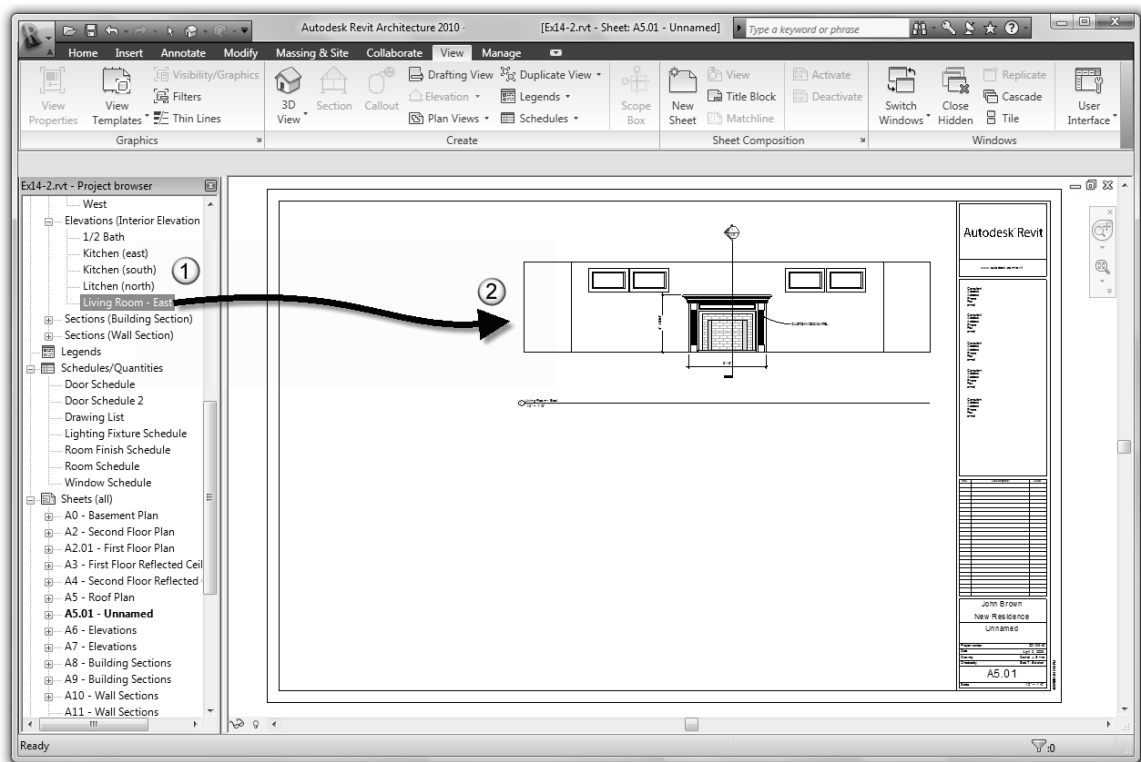 Autodesk Revit Architecture 2010 - [Ex14-2.rvt - Sheet: A5.01 - Unnamed] Type a keyword or phrase
Home Insert Annotate Modify Massing & Site Collaborate View Manage
View Properties
View Templates
Visibility/Graphics
Filters
Thin Lines
Graphics
3D View
Section
Callout
Drafting View
Elevation
Plan Views
Duplicate View
Legends
Schedules
Scope Box
Create
New Sheet
View
Title Block
Matchline
Activate
Deactivate
Sheet Composition
Switch Windows
Close Hidden
Replicate
Cascade
Tile
Windows
User Interface
Ex14-2.rvt - Project browser
West
Elevations (Interior Elevation
1/2 Bath
Kitchen (east)
Kitchen (south)
Litchen (north)
Living Room - East
Sections (Building Section)
Sections (Wall Section)
Legends
Schedules/Quantities
Door Schedule
Door Schedule 2
Drawing List
Lighting Fixture Schedule
Room Finish Schedule
Room Schedule
Window Schedule
Sheets (all)
A0 - Basement Plan
A2 - Second Floor Plan
A2.01 - First Floor Plan
A3 - First Floor Reflected Ceil
A4 - Second Floor Reflected
A5 - Roof Plan
A5.01 - Unnamed
A6 - Elevations
A7 - Elevations
A8 - Building Sections
A9 - Building Sections
A10 - Wall Sections
A11 - Wall Sections
1
2
Living Room - East
Autodesk Revit
John Brown
New Residence
Unnamed
A5.01
Ready
:0